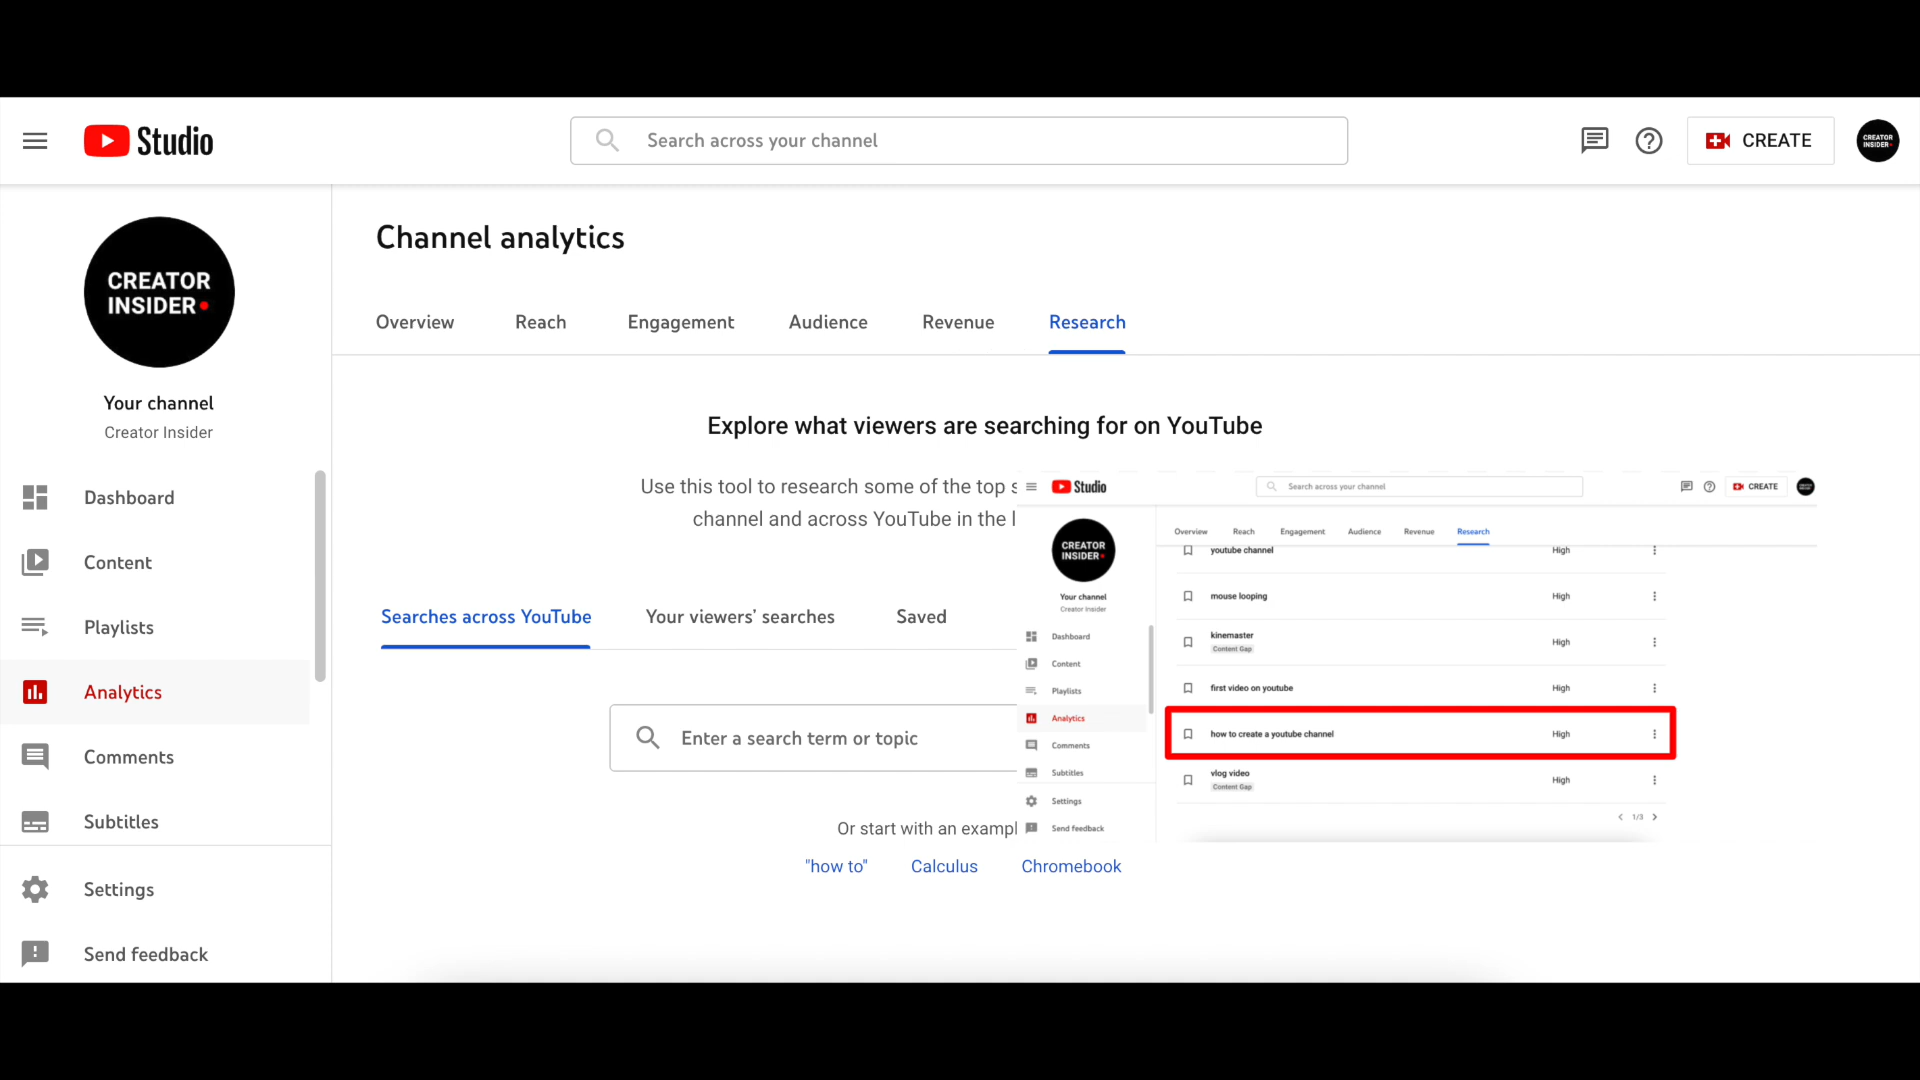 Studio
Search across your channel
CREATE
CREATOR
INSIDER
CREATOR
INSIDER
Your channel
Creator Insider
Dashboard
Content
Playlists
Analytics
Comments
Subtitles
Settings
Send feedback
Channel analytics
Overview
Reach
Engagement
Audience
Revenue
Research
Explore what viewers are searching for on YouTube
Use this tool to research some of the top s
channel and across YouTube in the l
Searches across YouTube
Your viewers’ searches
Saved
Enter a search term or topic
Or start with an exampl
"how to"
Calculus
Chromebook
Studio
Search across your channel
CREATE
CREATOR
INSIDER
Your channel
Creator Insider
Dashboard
Content
Playlists
Analytics
Comments
Subtitles
Settings
Send feedback
Overview
Reach
Engagement
Audience
Revenue
Research
youtube channel
High
mouse looping
High
kinemaster
Content Gap
High
first video on youtube
High
how to create a youtube channel
High
vlog video
Content Gap
High
1/3